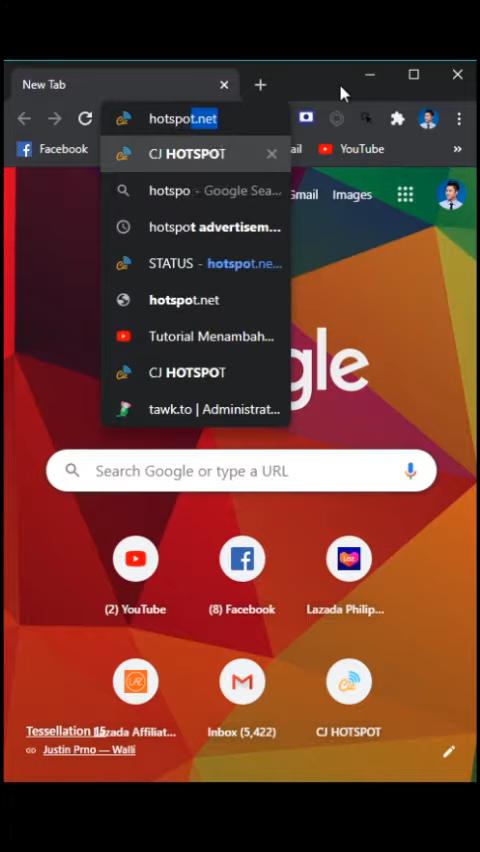 New Tab
hotspot.net
Facebook
CJ HOTSPOT
ail
YouTube
hotspo - Google Sea...
Gmail
Images
hotspot advertisem...
STATUS - hotspot.ne...
hotspot.net
Tutorial Menambah...
CJ HOTSPOT
gle
tawk.to | Administrat...
Search Google or type a URL
(2) YouTube
(8) Facebook
Lazada Philip...
Tessellation 15
Lazada Affiliat...
Inbox (5,422)
CJ HOTSPOT
Justin Prno — Walli